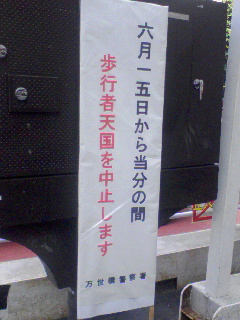 六月一五日から当分の間
歩行者天国を中止します
万世橋警察署